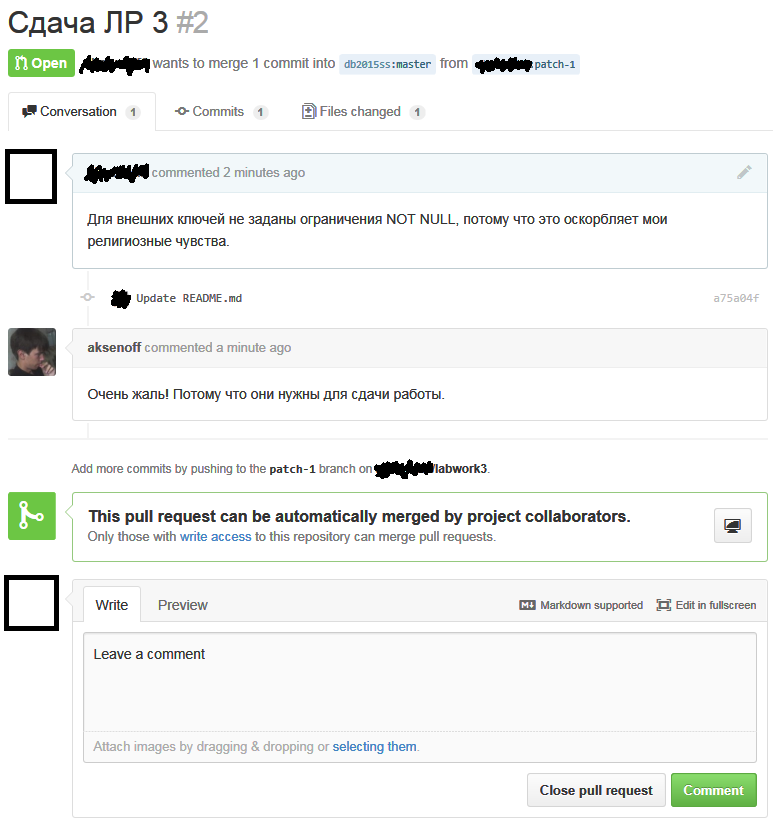 Сдача ЛР 3 #2
Open wants to merge 1 commit into db2015ss:master from :patch-1
Conversation 1 Commits 1 Files changed 1
commented 2 minutes ago
Для внешних ключей не заданы ограничения NOT NULL, потому что это оскорбляет мои
религиозные чувства.
Update README.md a75a04f
aksenoff commented a minute ago
Очень жаль! Потому что они нужны для сдачи работы.
Add more commits by pushing to the patch-1 branch on /labwork3.
This pull request can be automatically merged by project collaborators.
Only those with write access to this repository can merge pull requests.
Write Preview Markdown supported Edit in fullscreen
Leave a comment
Attach images by dragging & dropping or selecting them.
Close pull request Comment